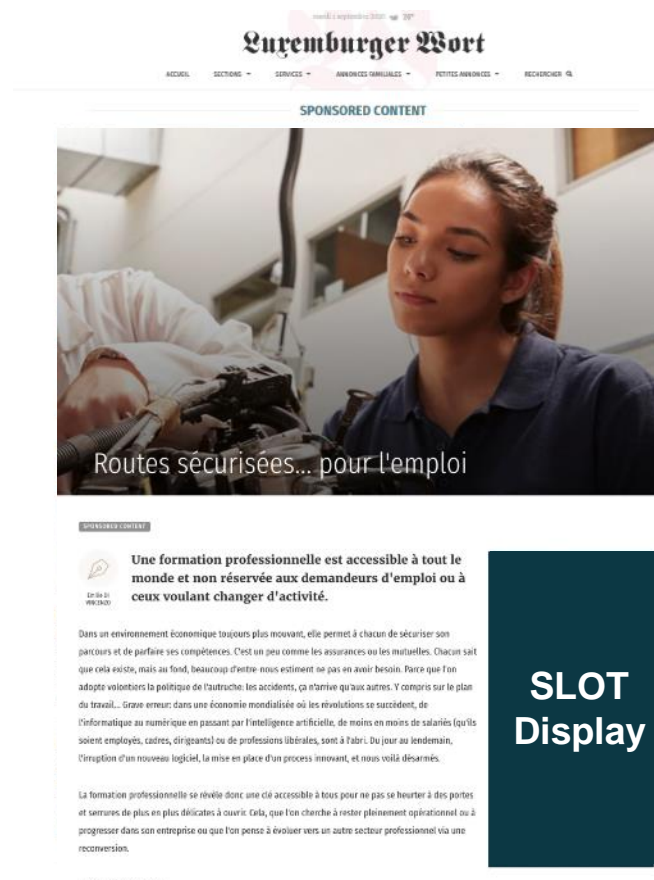 20°
Luxemburger Wort
ACCUEIL SECTIONS SERVICES ANNONCES FAMILIALES PETITES ANNONCES RECHERCHER
SPONSORED CONTENT
Routes sécurisées... pour l'emploi
SPONSORED CONTENT
Une formation professionnelle est accessible à tout le
monde et non réservée aux demandeurs d'emploi ou à
ceux voulant changer d'activité.
VINCENZO
Dans un environnement économique toujours plus mouvant, elle permet à chacun de sécuriser son
parcours et de parfaire ses compétences. C'est un peu comme les assurances ou les mutuelles. Chacun sait
que cela existe, mais au fond, beaucoup d'entre-nous estiment ne pas en avoir besoin. Parce que l'on
adopte volontiers la politique de l'autruche: les accidents, ça n'arrive qu'aux autres. Y compris sur le plan
du travail... Grave erreur: dans une économie mondialisée où les révolutions se succèdent, de
l'informatique au numérique en passant par l'intelligence artificielle, de moins en moins de salariés (qu'ils
soient employés, cadres, dirigeants) ou de professions libérales, sont à l'abri. Du jour au lendemain,
l'irruption d'un nouveau logiciel, la mise en place d'un process innovant, et nous voilà désarmés.
La formation professionnelle se révèle donc une clé accessible à tous pour ne pas se heurter à des portes
et serrures de plus en plus délicates à ouvrir. Cela, que l'on cherche à rester pleinement opérationnel ou à
progresser dans son entreprise ou que l'on pense à évoluer vers un autre secteur professionnel via une
reconversion.
SLOT
Display